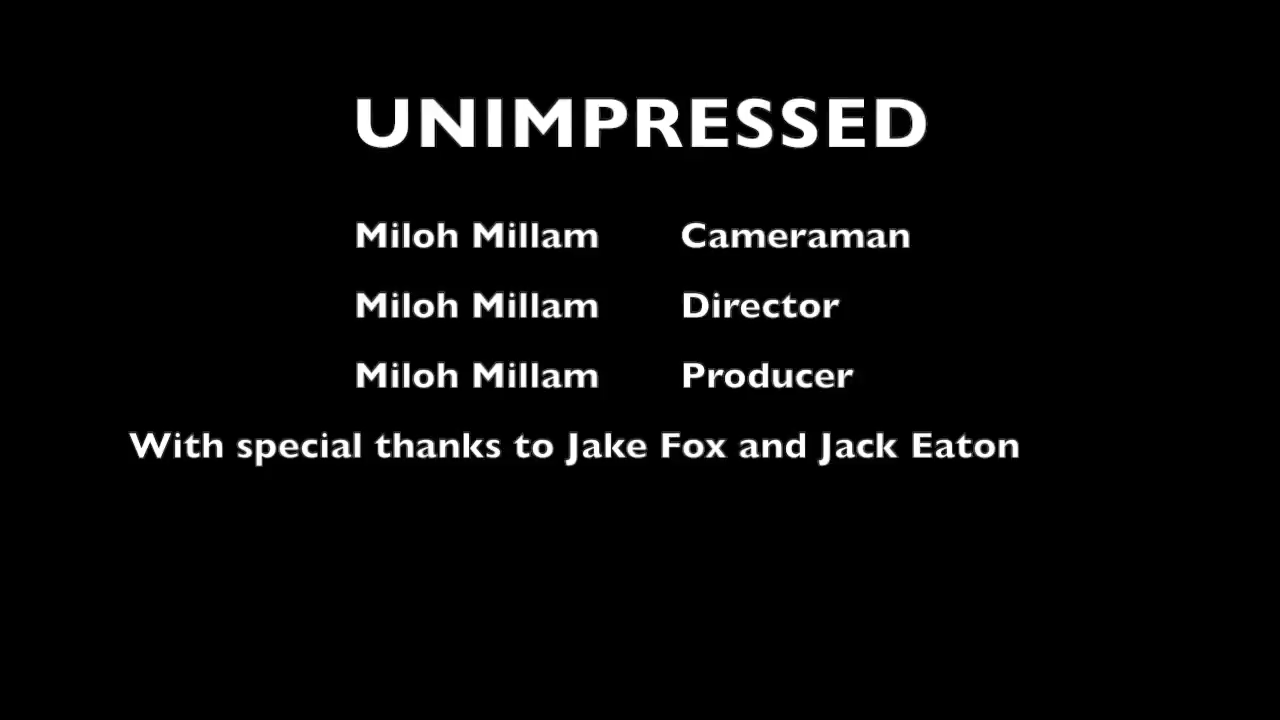 UNIMPRESSED
Miloh Millam Cameraman
Miloh Millam Director
Miloh Millam Producer
With special thanks to Jake Fox and Jack Eaton